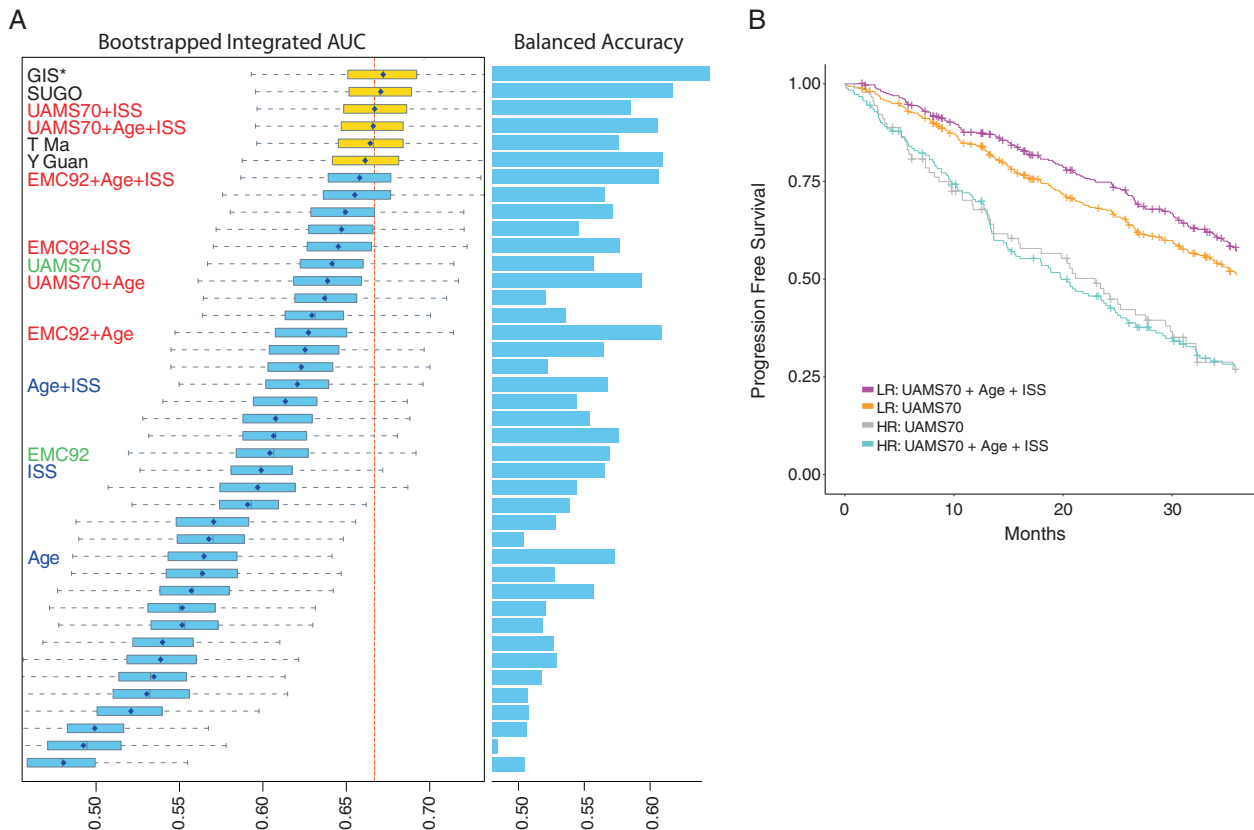 A
Bootstrapped Integrated AUC
Balanced Accuracy
GIS*
SUGO
UAMS70+ISS
UAMS70+Age+ISS
T Ma
Y Guan
EMC92+Age+ISS
EMC92+ISS
UAMS70
UAMS70+Age
EMC92+Age
Age+ISS
EMC92
ISS
Age
0.50
0.55
0.60
0.65
0.70
0.50
0.55
0.60
B
Progression Free Survival
1.00
0.75
0.50
0.25
0.00
LR: UAMS70 + Age + ISS
LR: UAMS70
HR: UAMS70
HR: UAMS70 + Age + ISS
0
10
20
30
Months